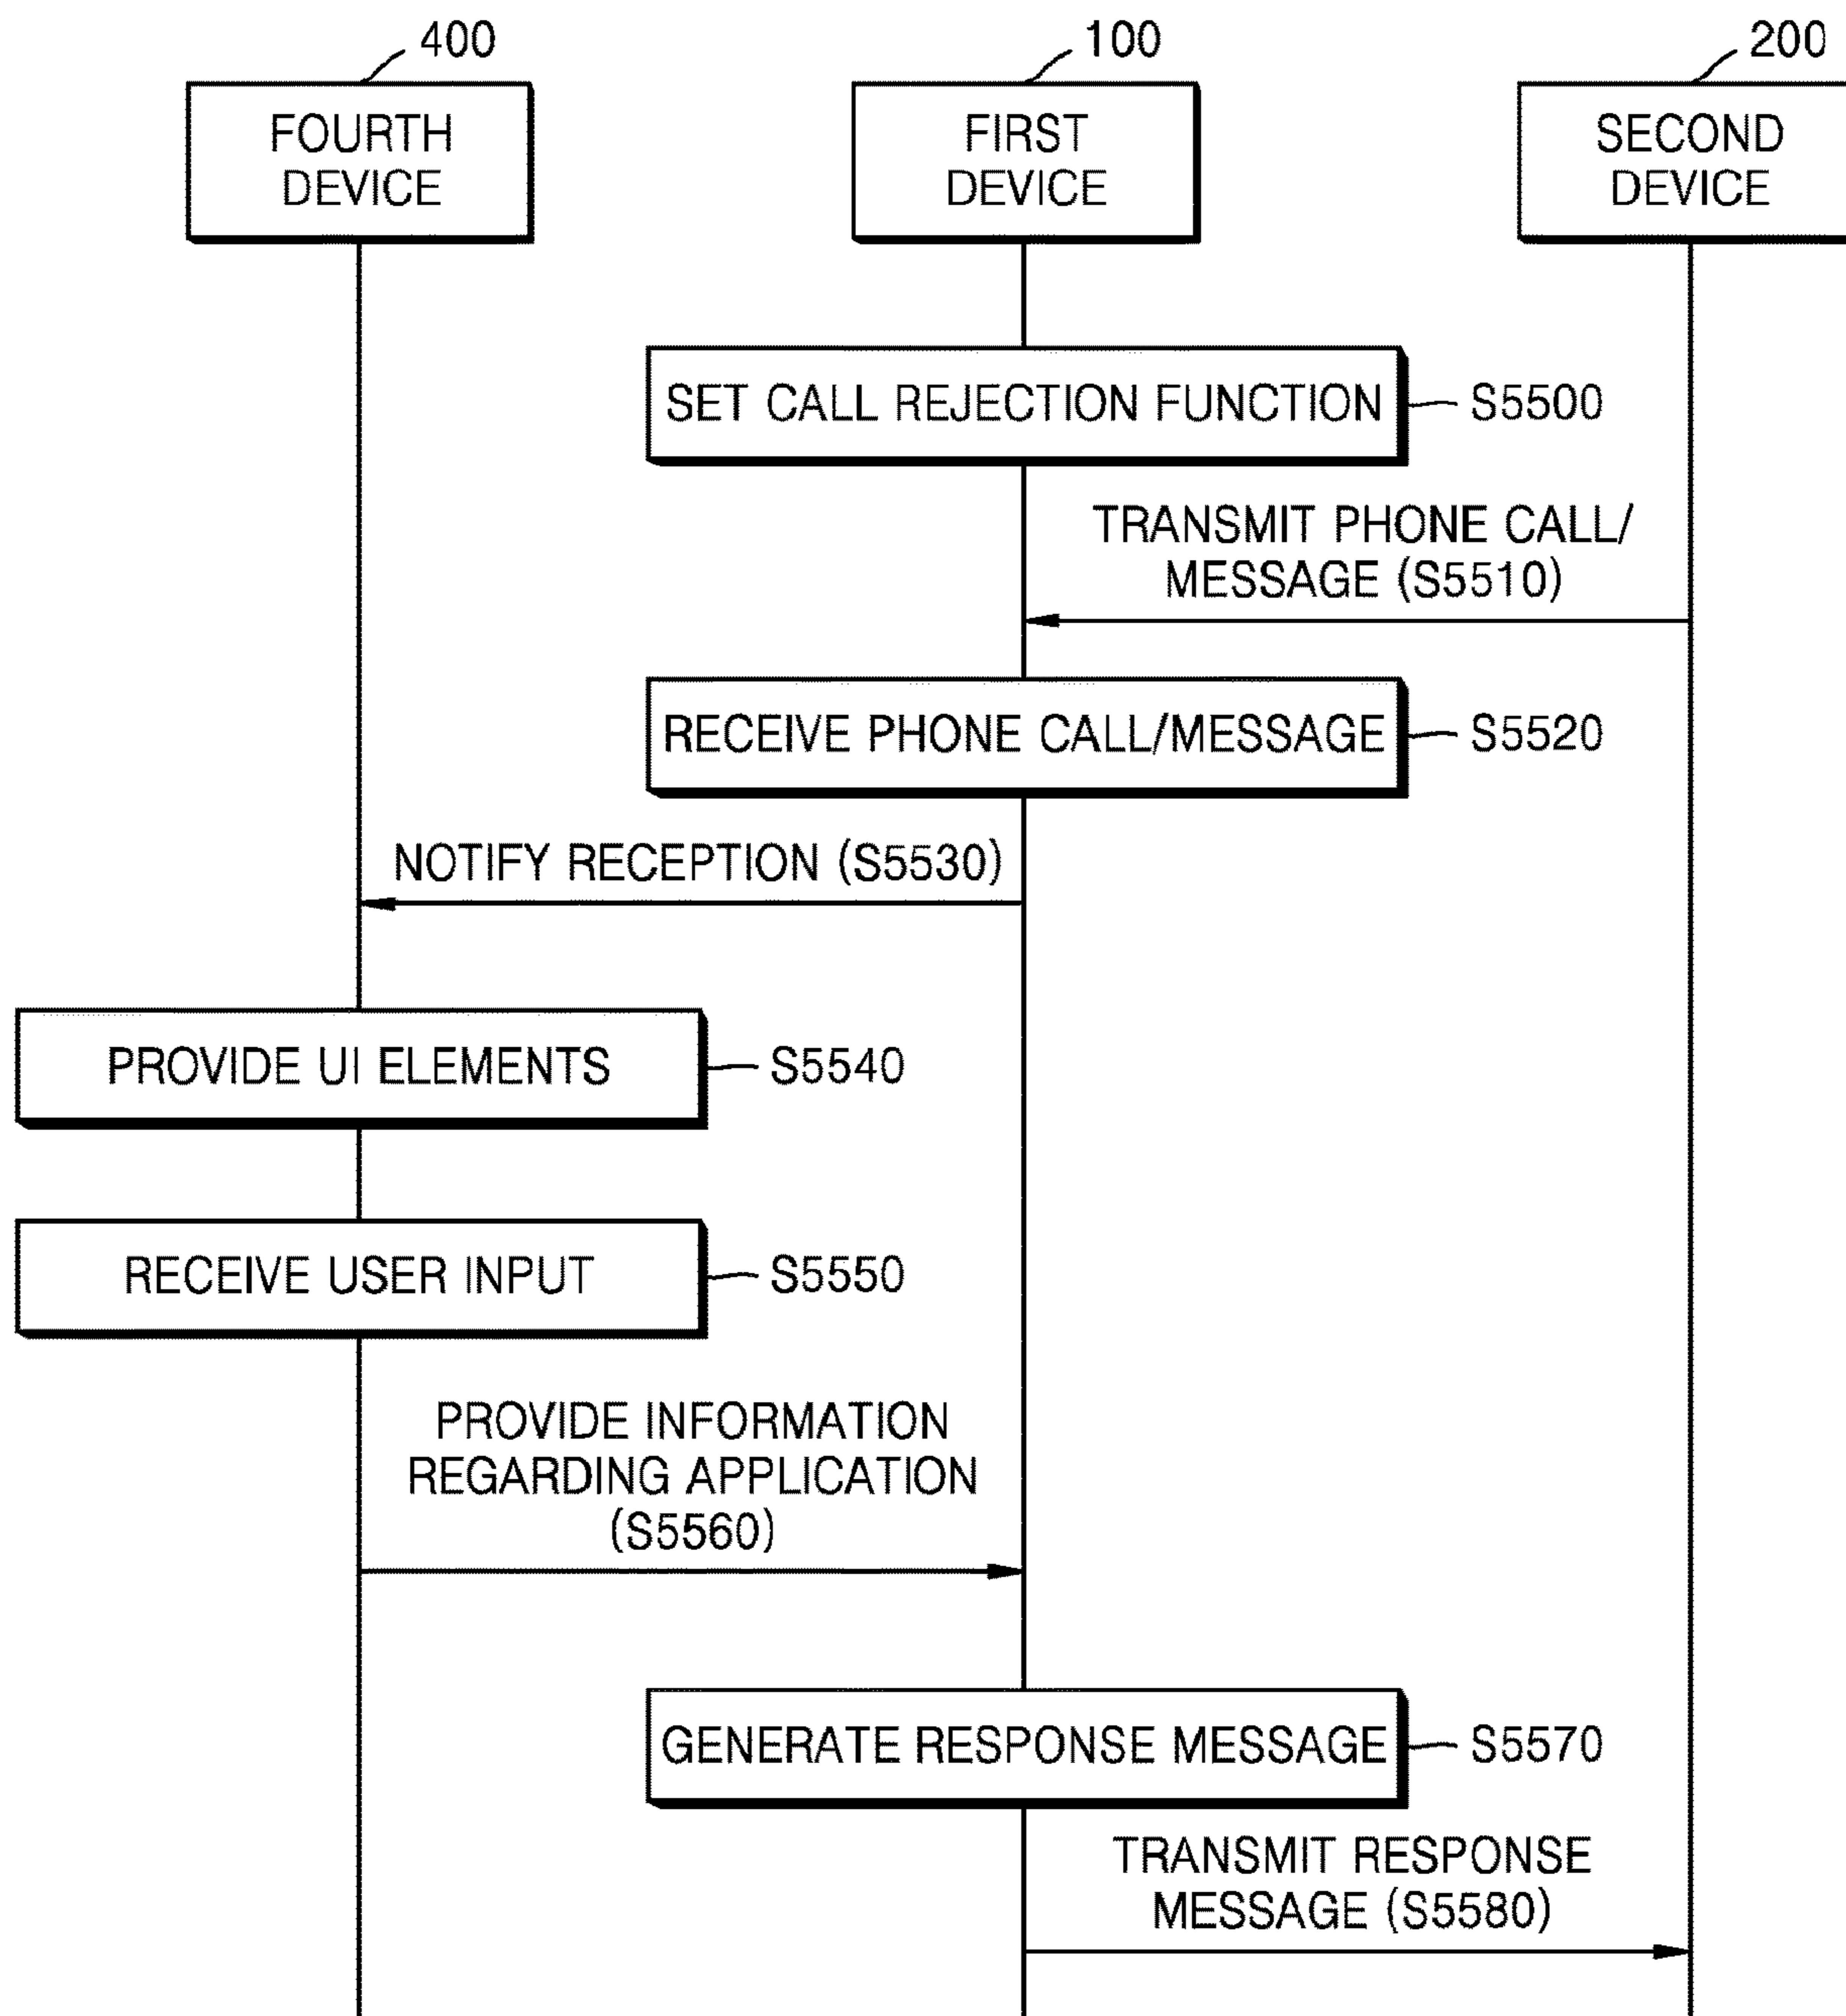 400
100
200
FOURTH
DEVICE
FIRST
DEVICE
SECOND
DEVICE
SET CALL REJECTION FUNCTION
S5500
TRANSMIT PHONE CALL/
MESSAGE (S5510)
RECEIVE PHONE CALL/MESSAGE
S5520
NOTIFY RECEPTION (S5530)
PROVIDE UI ELEMENTS
S5540
RECEIVE USER INPUT
S5550
PROVIDE INFORMATION
REGARDING APPLICATION
(S5560)
GENERATE RESPONSE MESSAGE
S5570
TRANSMIT RESPONSE
MESSAGE (S5580)